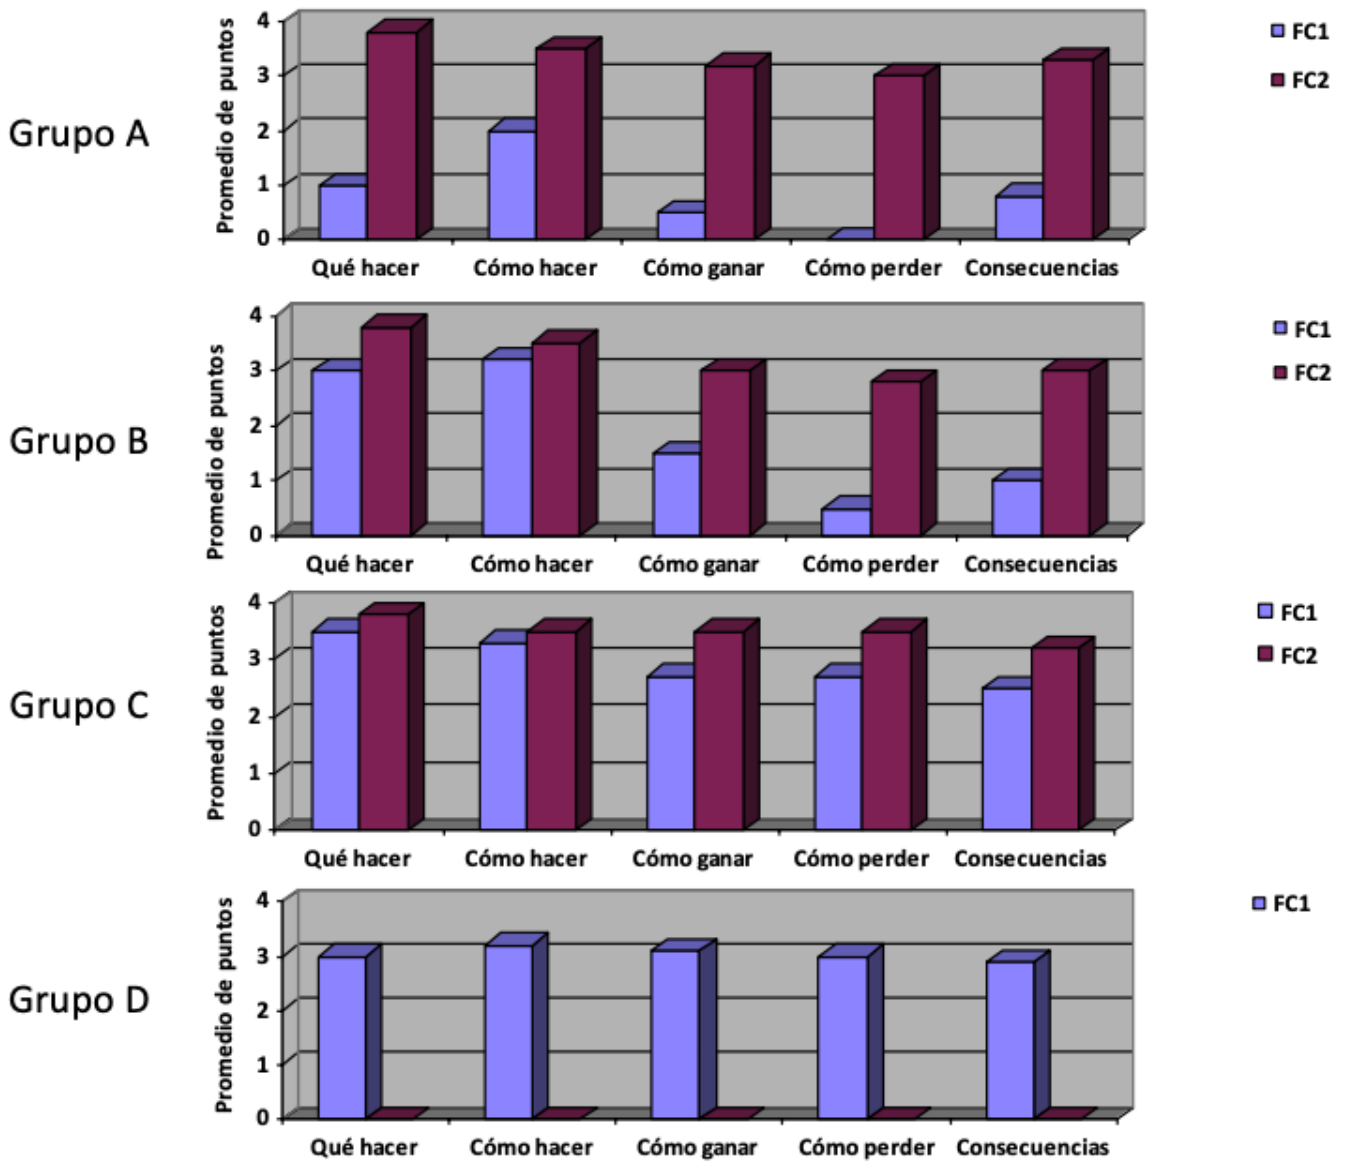 Grupo A
Promedio de puntos
4
3
2
1
0
Qué hacer Cómo hacer Cómo ganar Cómo perder Consecuencias
FC1
FC2
Grupo B
Promedio de puntos
4
3
2
1
0
Qué hacer Cómo hacer Cómo ganar Cómo perder Consecuencias
FC1
FC2
Grupo C
Promedio de puntos
4
3
2
1
0
Qué hacer Cómo hacer Cómo ganar Cómo perder Consecuencias
FC1
FC2
Grupo D
Promedio de puntos
4
3
2
1
0
Qué hacer Cómo hacer Cómo ganar Cómo perder Consecuencias
FC1